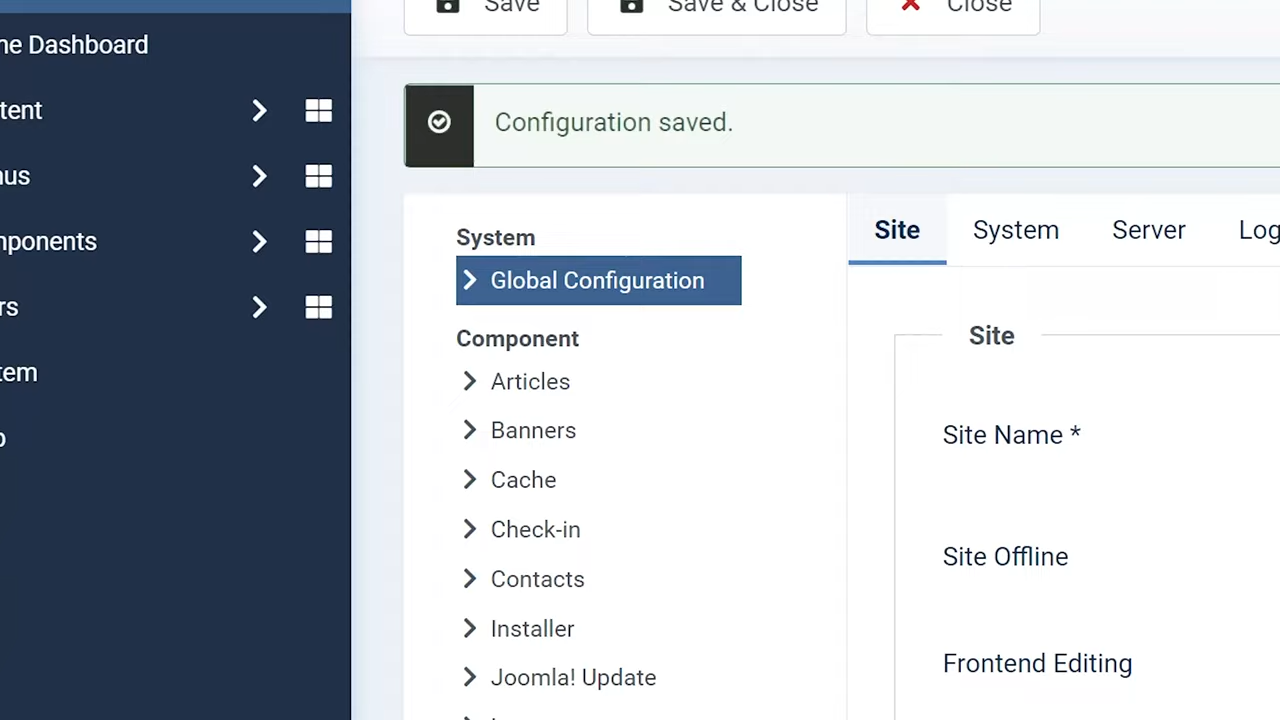 Save
Save & Close
Close
ne Dashboard
tent
nus
nponents
rs
tem
Configuration saved.
System
Global Configuration
Component
Articles
Banners
Cache
Check-in
Contacts
Installer
Joomla! Update
Site
System
Server
Log
Site
Site Name *
Site Offline
Frontend Editing